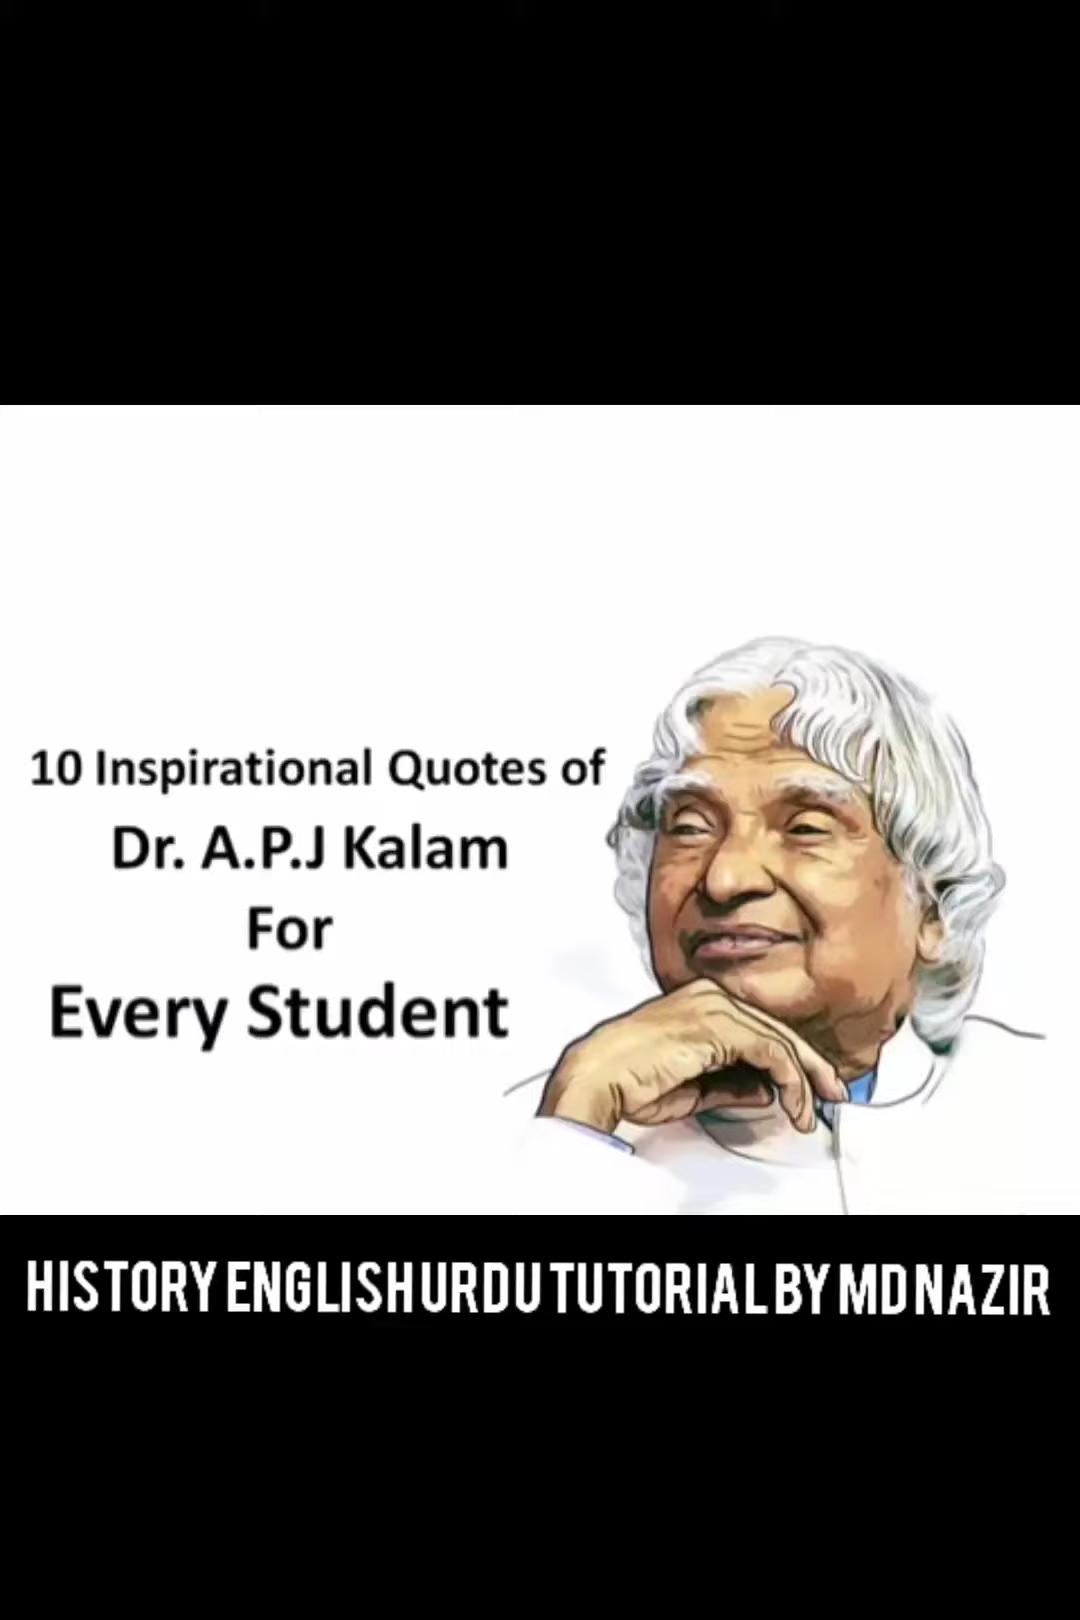 10 Inspirational Quotes of
Dr. A.P.J Kalam
For
Every Student
HISTORY ENGLISH URDU TUTORIAL BY MD NAZIR